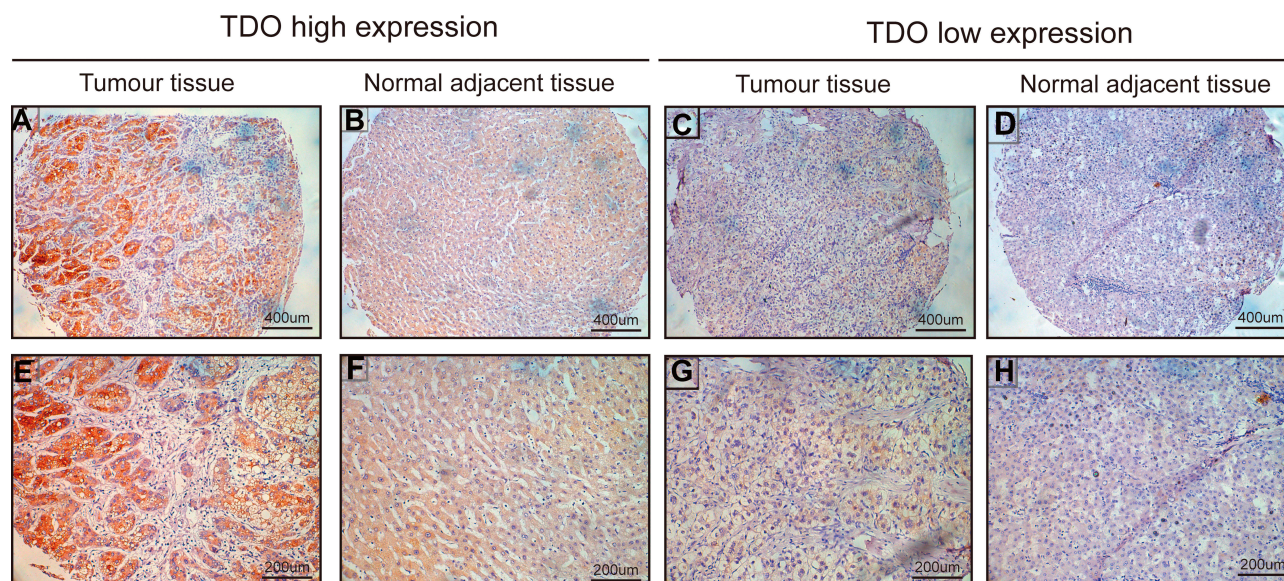 TDO high expression
TDO low expression
Tumour tissue
Normal adjacent tissue
Tumour tissue
Normal adjacent tissue
A
B
C
D
400um
400um
400um
400um
E
F
G
H
200um
200um
200um
200um